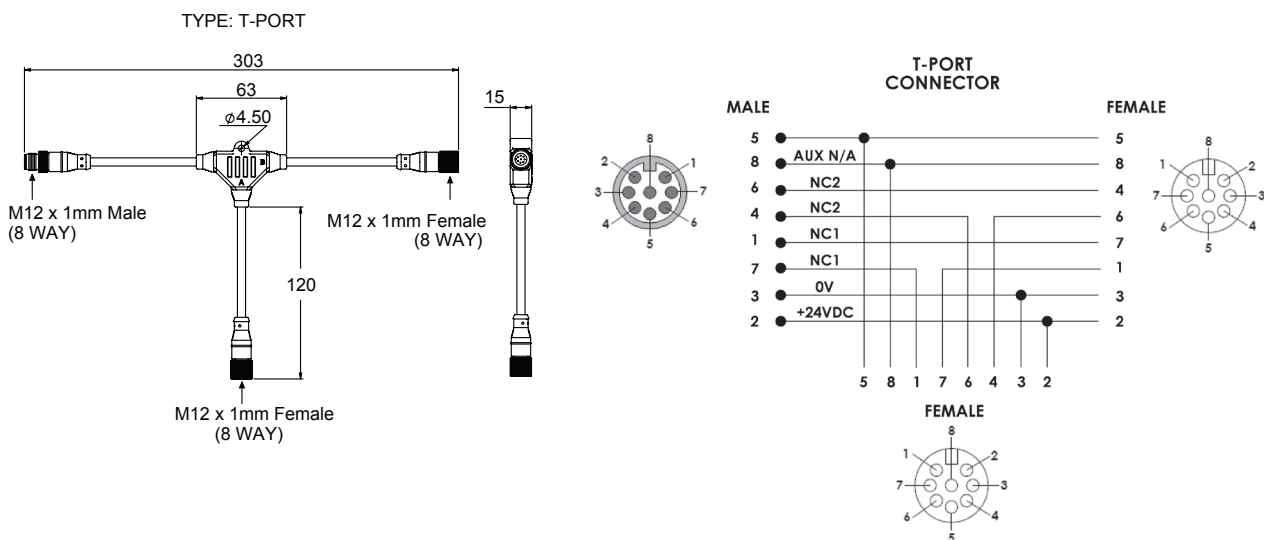 TYPE: T-PORT
303
63
ø4.50
15
B
A
M12 x 1mm Male
(8 WAY)
M12 x 1mm Female
(8 WAY)
120
M12 x 1mm Female
(8 WAY)
T-PORT
CONNECTOR
MALE
FEMALE
5 5
8 AUX N/A 8
6 NC2 4
4 NC2 6
1 NC1 7
7 NC1 1
3 0V 3
2 +24VDC 2
5 8 1 7 6 4 3 2
FEMALE
8
2 1
3 7
4 6
5
8
1 2
7 3
6 4
5
8
1 2
7 3
6 4
5